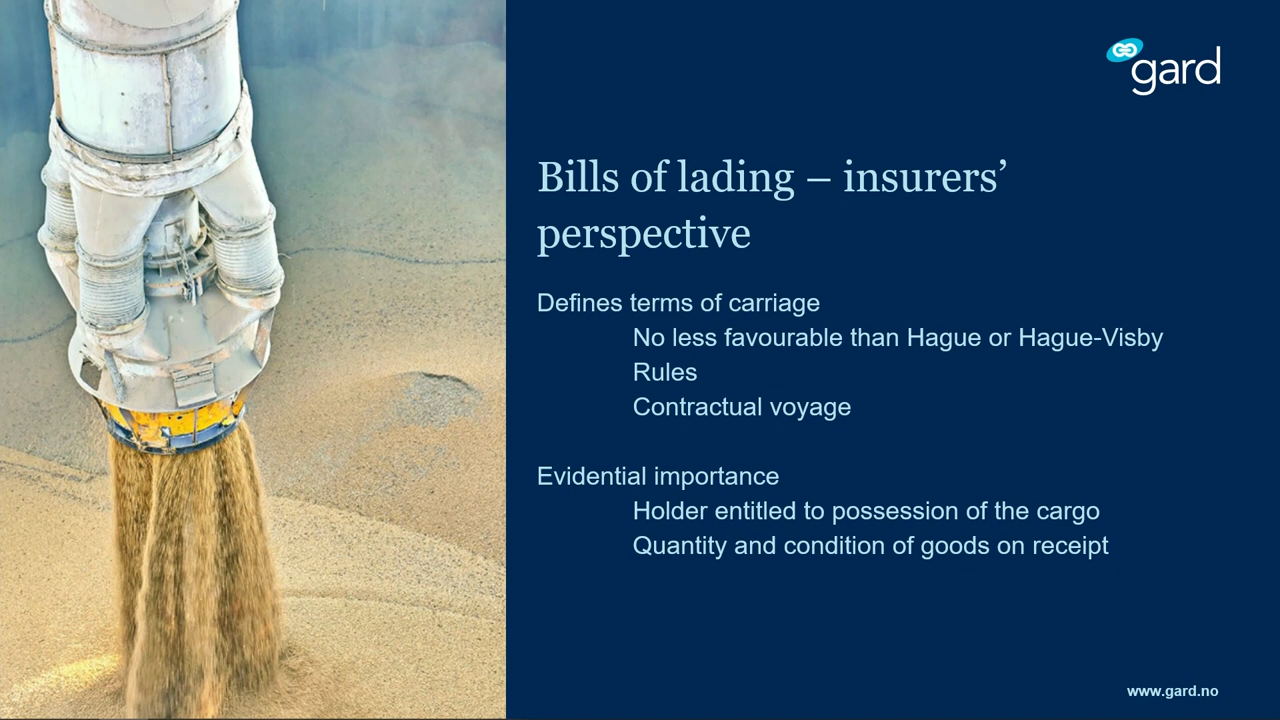 gard
Bills of lading – insurers’
perspective
Defines terms of carriage
No less favourable than Hague or Hague-Visby
Rules
Contractual voyage
Evidential importance
Holder entitled to possession of the cargo
Quantity and condition of goods on receipt
www.gard.no